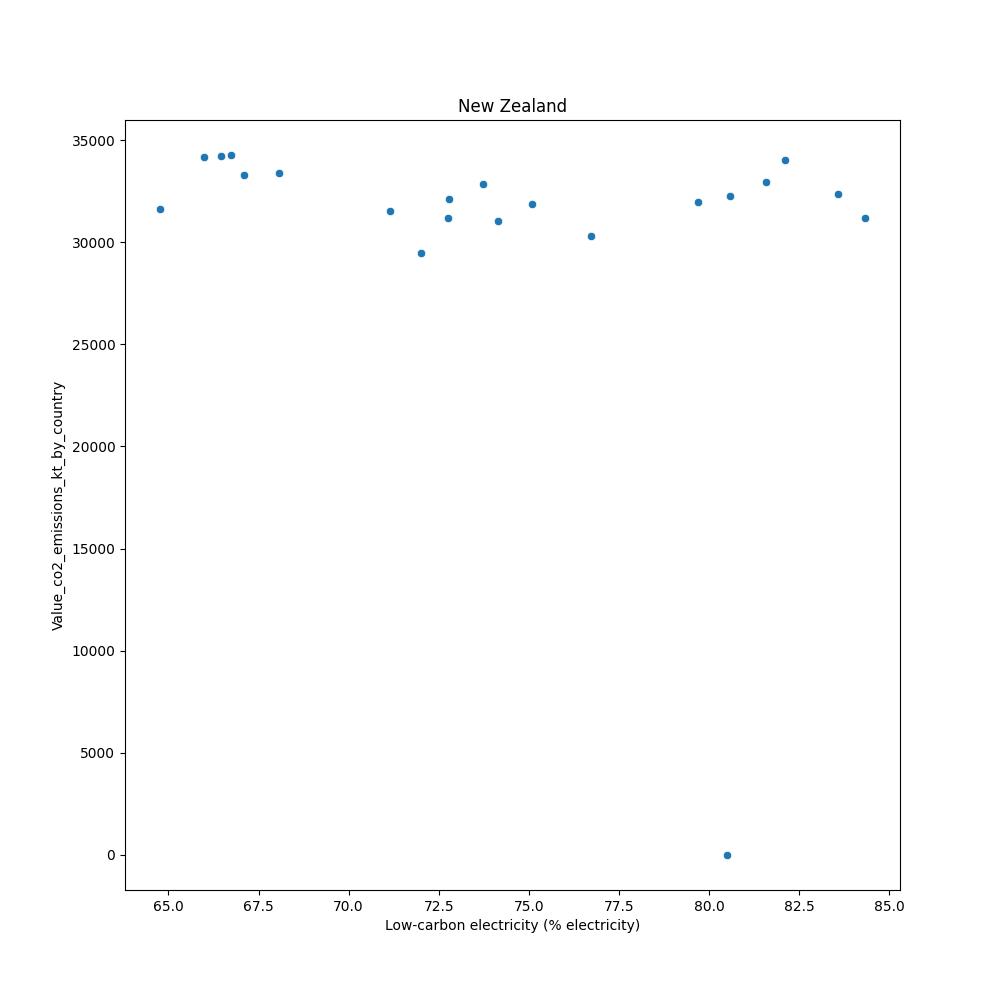 New Zealand
35000
30000
25000
20000
15000
10000
5000
0
Value_co2_emissions_kt_by_country
65.0 67.5 70.0 72.5 75.0 77.5 80.0 82.5 85.0
Low-carbon electricity (% electricity)